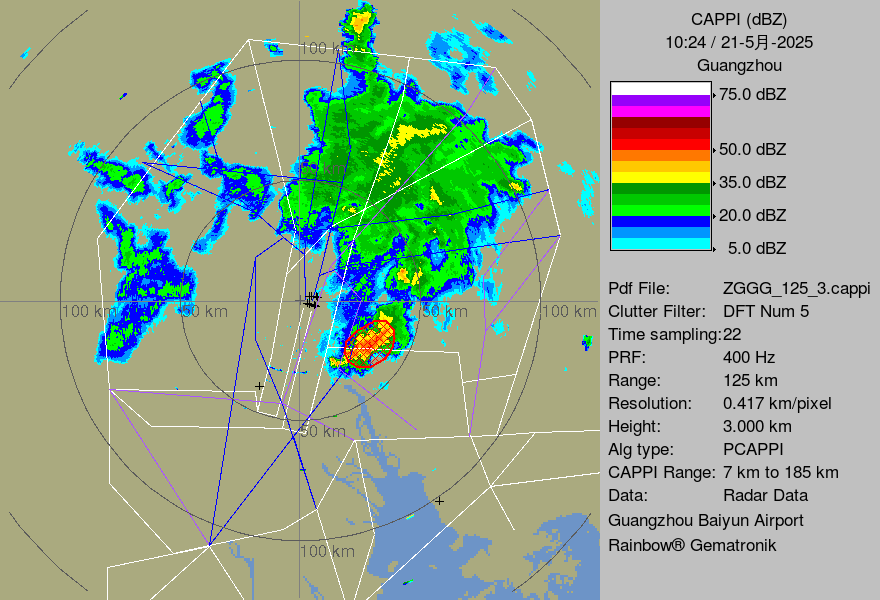 CAPPI (dBZ)
10:24 / 21-5月-2025
Guangzhou
75.0 dBZ
50.0 dBZ
35.0 dBZ
20.0 dBZ
5.0 dBZ
Pdf File: ZGGG_125_3.cappi
Clutter Filter: DFT Num 5
Time sampling:22
PRF: 400 Hz
Range: 125 km
Resolution: 0.417 km/pixel
Height: 3.000 km
Alg type: PCAPPI
CAPPI Range: 7 km to 185 km
Data: Radar Data
Guangzhou Baiyun Airport
Rainbow® Gematronik
100 km
100 km 50 km 50 km 100 km
50 km
100 km